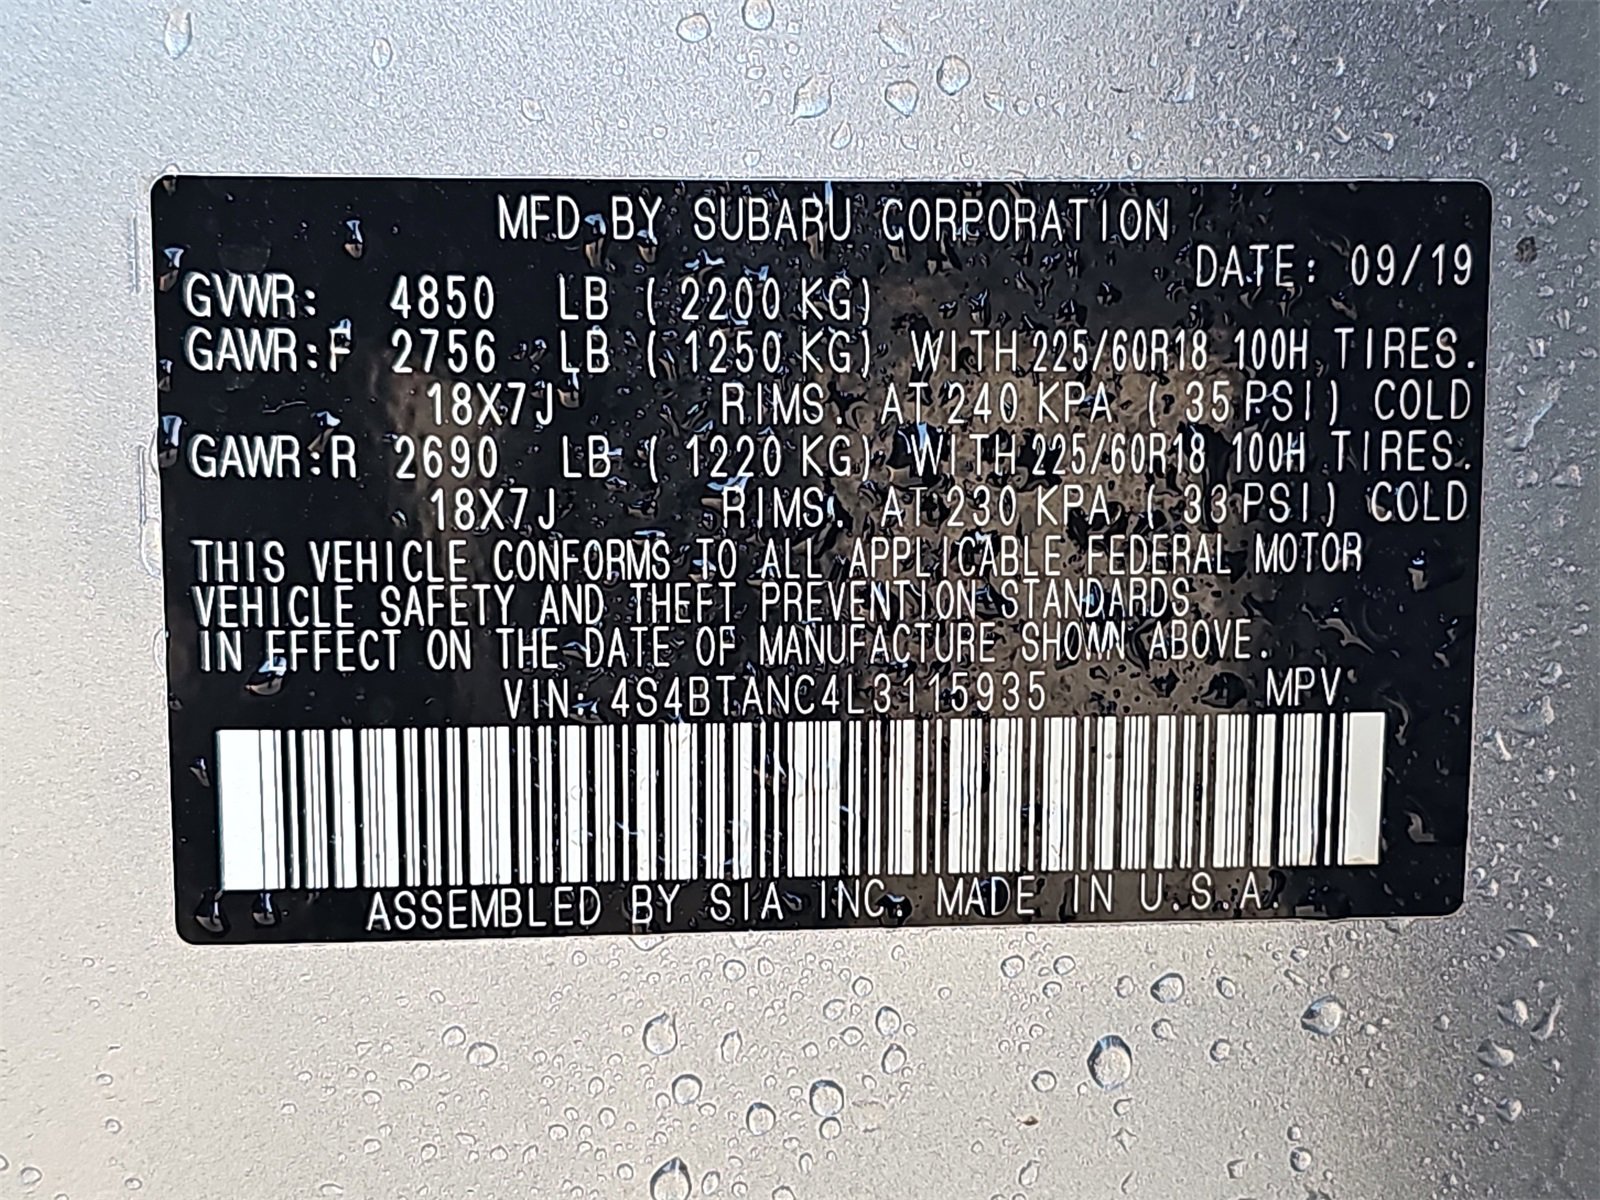 MFD BY SUBARU CORPORATION
DATE: 09/19
GVWR: 4850 LB ( 2200 KG)
GAWR:F 2756 LB ( 1250 KG) WITH 225/60R18 100H TIRES.
18X7J RIMS. AT 240 KPA ( 35 PSI) COLD
GAWR:R 2690 LB ( 1220 KG) WITH 225/60R18 100H TIRES.
18X7J RIMS. AT 230 KPA ( 33 PSI) COLD
THIS VEHICLE CONFORMS TO ALL APPLICABLE FEDERAL MOTOR
VEHICLE SAFETY AND THEFT PREVENTION STANDARDS
IN EFFECT ON THE DATE OF MANUFACTURE SHOWN ABOVE.
VIN: 4S4BTANC4L3115935 MPV
ASSEMBLED BY SIA INC. MADE IN U.S.A.